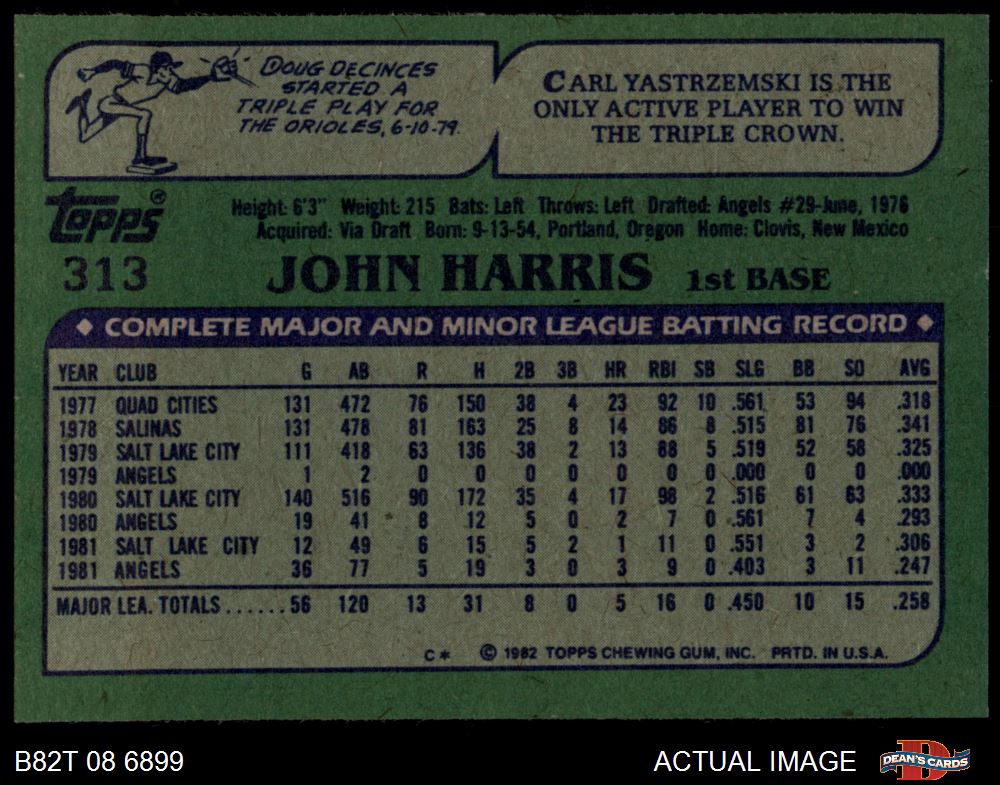 DOUG DECINCES
STARTED A
TRIPLE PLAY FOR
THE ORIOLES, 6-10-79.
CARL YASTRZEMSKI IS THE
ONLY ACTIVE PLAYER TO WIN
THE TRIPLE CROWN.
TOPPS®
Height: 6'3" Weight: 215 Bats: Left Throws: Left Drafted: Angels #29-June, 1976
Acquired: Via Draft Born: 9-13-54, Portland, Oregon Home: Clovis, New Mexico
313 JOHN HARRIS 1st BASE
◆ COMPLETE MAJOR AND MINOR LEAGUE BATTING RECORD ◆
YEAR CLUB G AB R H 2B 3B HR RBI SB SLG BB SO AVG
1977 QUAD CITIES 131 472 76 150 38 4 23 92 10 .561 53 94 .318
1978 SALINAS 131 478 81 163 25 8 14 86 8 .515 81 76 .341
1979 SALT LAKE CITY 111 418 63 136 38 2 13 88 5 .519 52 58 .325
1979 ANGELS 1 2 0 0 0 0 0 0 0 .000 0 0 .000
1980 SALT LAKE CITY 140 516 90 172 35 4 17 98 2 .516 61 63 .333
1980 ANGELS 19 41 8 12 5 0 2 7 0 .561 7 4 .293
1981 SALT LAKE CITY 12 49 6 15 5 2 1 11 0 .551 3 2 .306
1981 ANGELS 36 77 5 19 3 0 3 9 0 .403 3 11 .247
MAJOR LEA. TOTALS......56 120 13 31 8 0 5 16 0 .450 10 15 .258
C* © 1982 TOPPS CHEWING GUM, INC. PRTD. IN U.S.A.
B82T 08 6899 ACTUAL IMAGE D DEAN'S CARDS